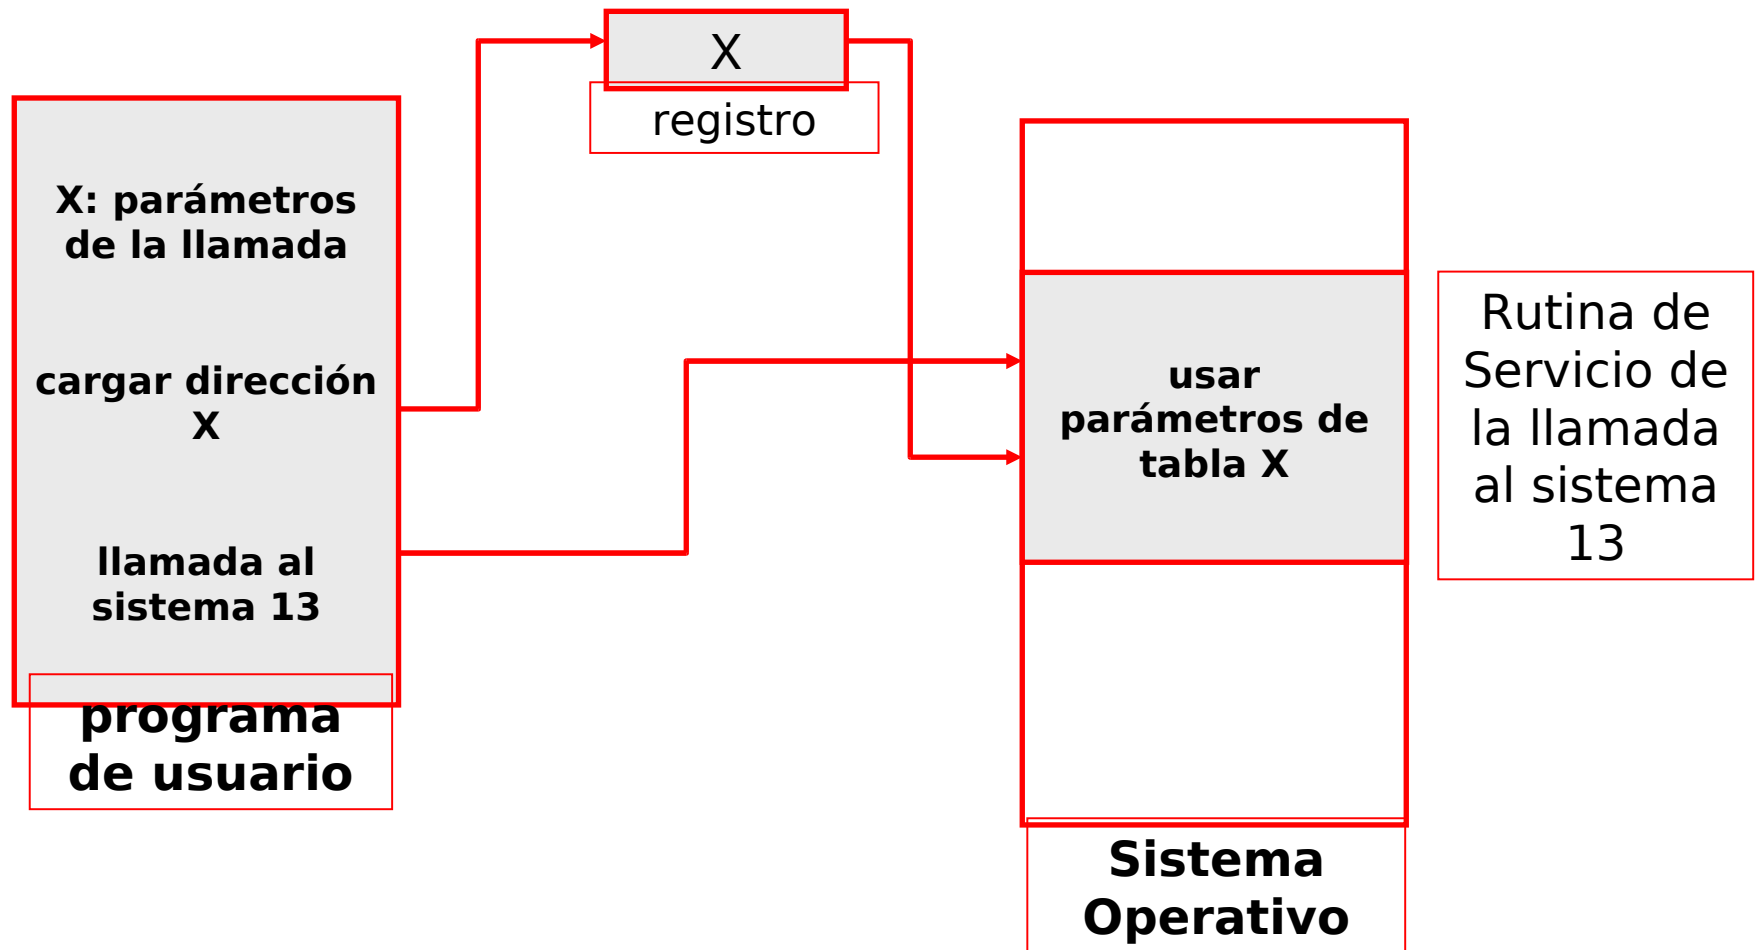 X
registro
X: parámetros
de la llamada
cargar dirección
X
llamada al
sistema 13
programa
de usuario
usar
parámetros de
tabla X
Rutina de
Servicio de
la llamada
al sistema
13
Sistema
Operativo